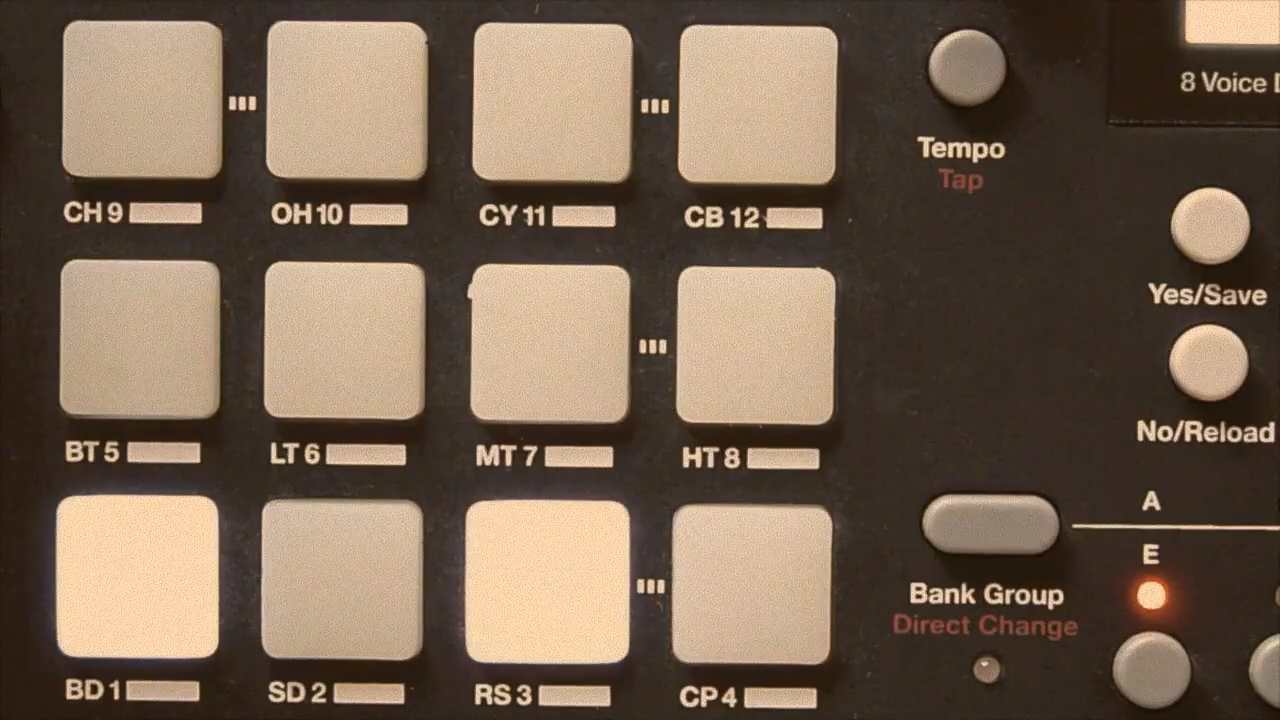 8 Voice
Tempo
Tap
CH 9
OH 10
CY 11
CB 12
Yes/Save
No/Reload
BT 5
LT 6
MT 7
HT 8
A
E
Bank Group
Direct Change
BD 1
SD 2
RS 3
CP 4